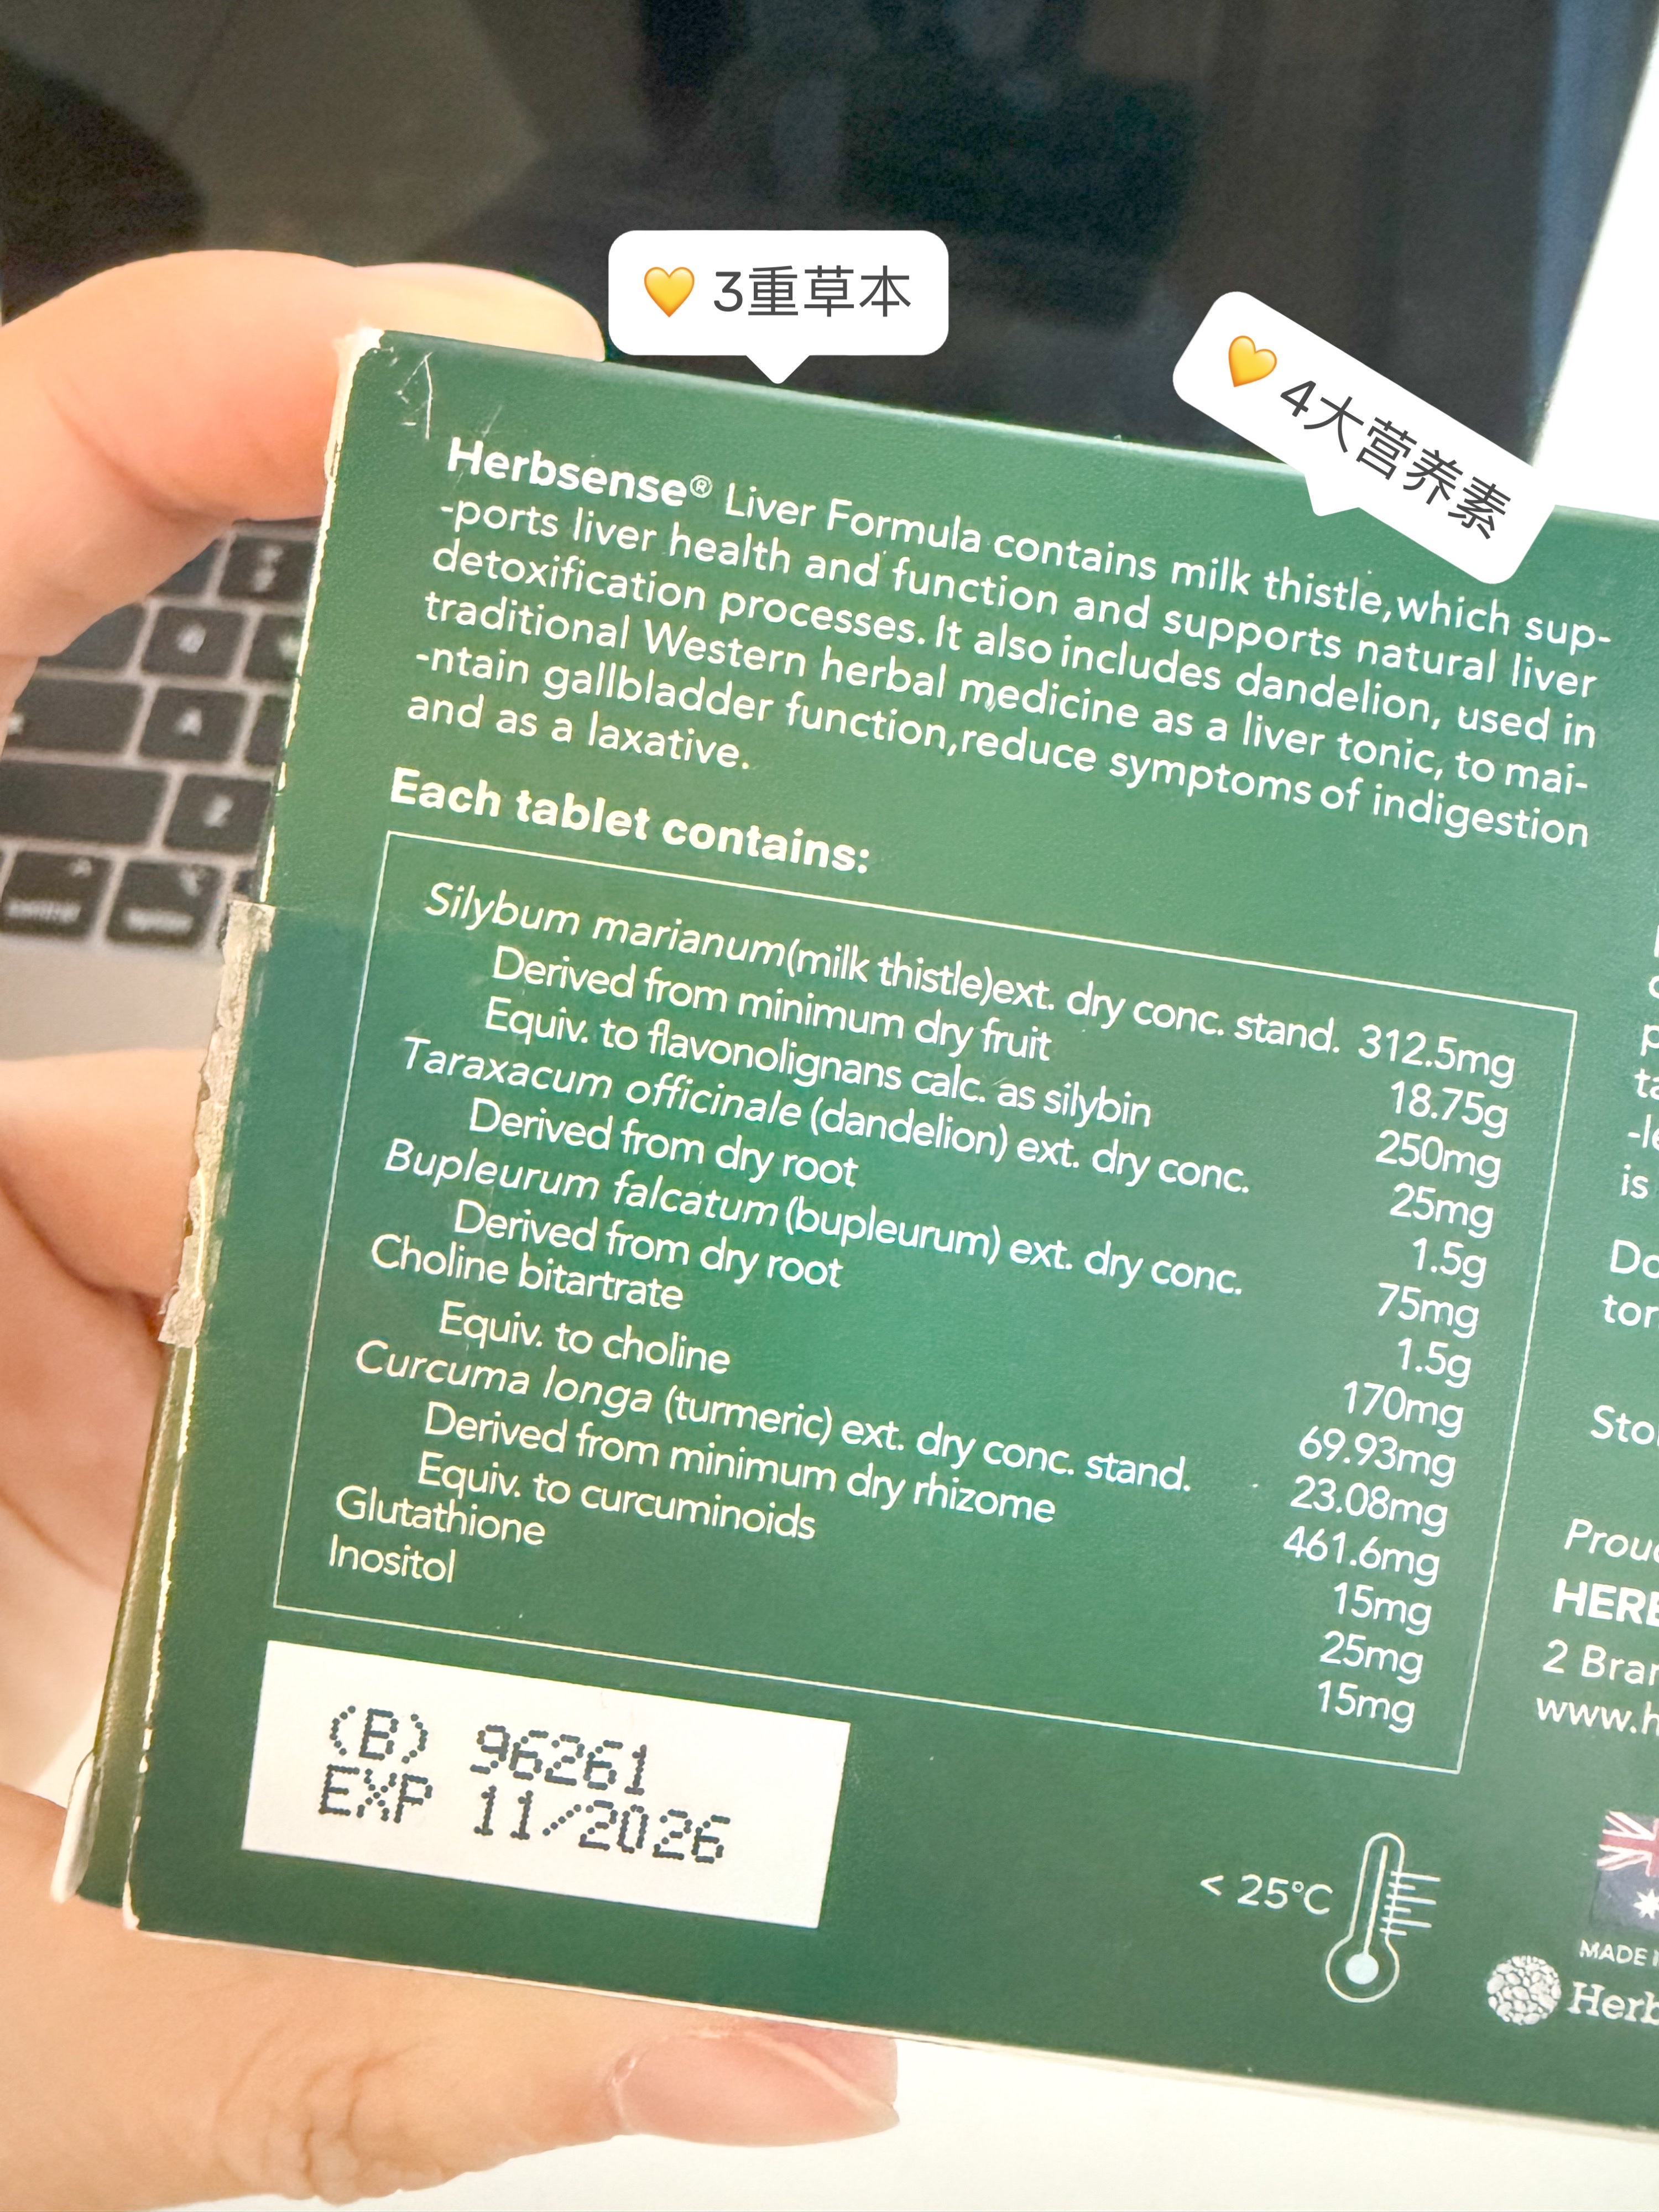 💛 3重草本
💛 4大营养素
Herbsense® Liver Formula contains milk thistle,which sup-
-ports liver health and function and supports natural liver
detoxification processes. It also includes dandelion, used in
traditional Western herbal medicine as a liver tonic, to mai-
-ntain gallbladder function,reduce symptoms of indigestion
and as a laxative.
Each tablet contains:
Silybum marianum(milk thistle)ext. dry conc. stand. 312.5mg
Derived from minimum dry fruit 18.75g
Equiv. to flavonolignans calc. as silybin 250mg
Taraxacum officinale (dandelion) ext. dry conc. 25mg
Derived from dry root 1.5g
Bupleurum falcatum (bupleurum) ext. dry conc. 75mg
Derived from dry root 1.5g
Choline bitartrate 170mg
Equiv. to choline 69.93mg
Curcuma longa (turmeric) ext. dry conc. stand. 23.08mg
Derived from minimum dry rhizome 461.6mg
Equiv. to curcuminoids 15mg
Glutathione 25mg
Inositol 15mg
(B) 96261
EXP 11/2026
< 25°C
is
2
MADE
A